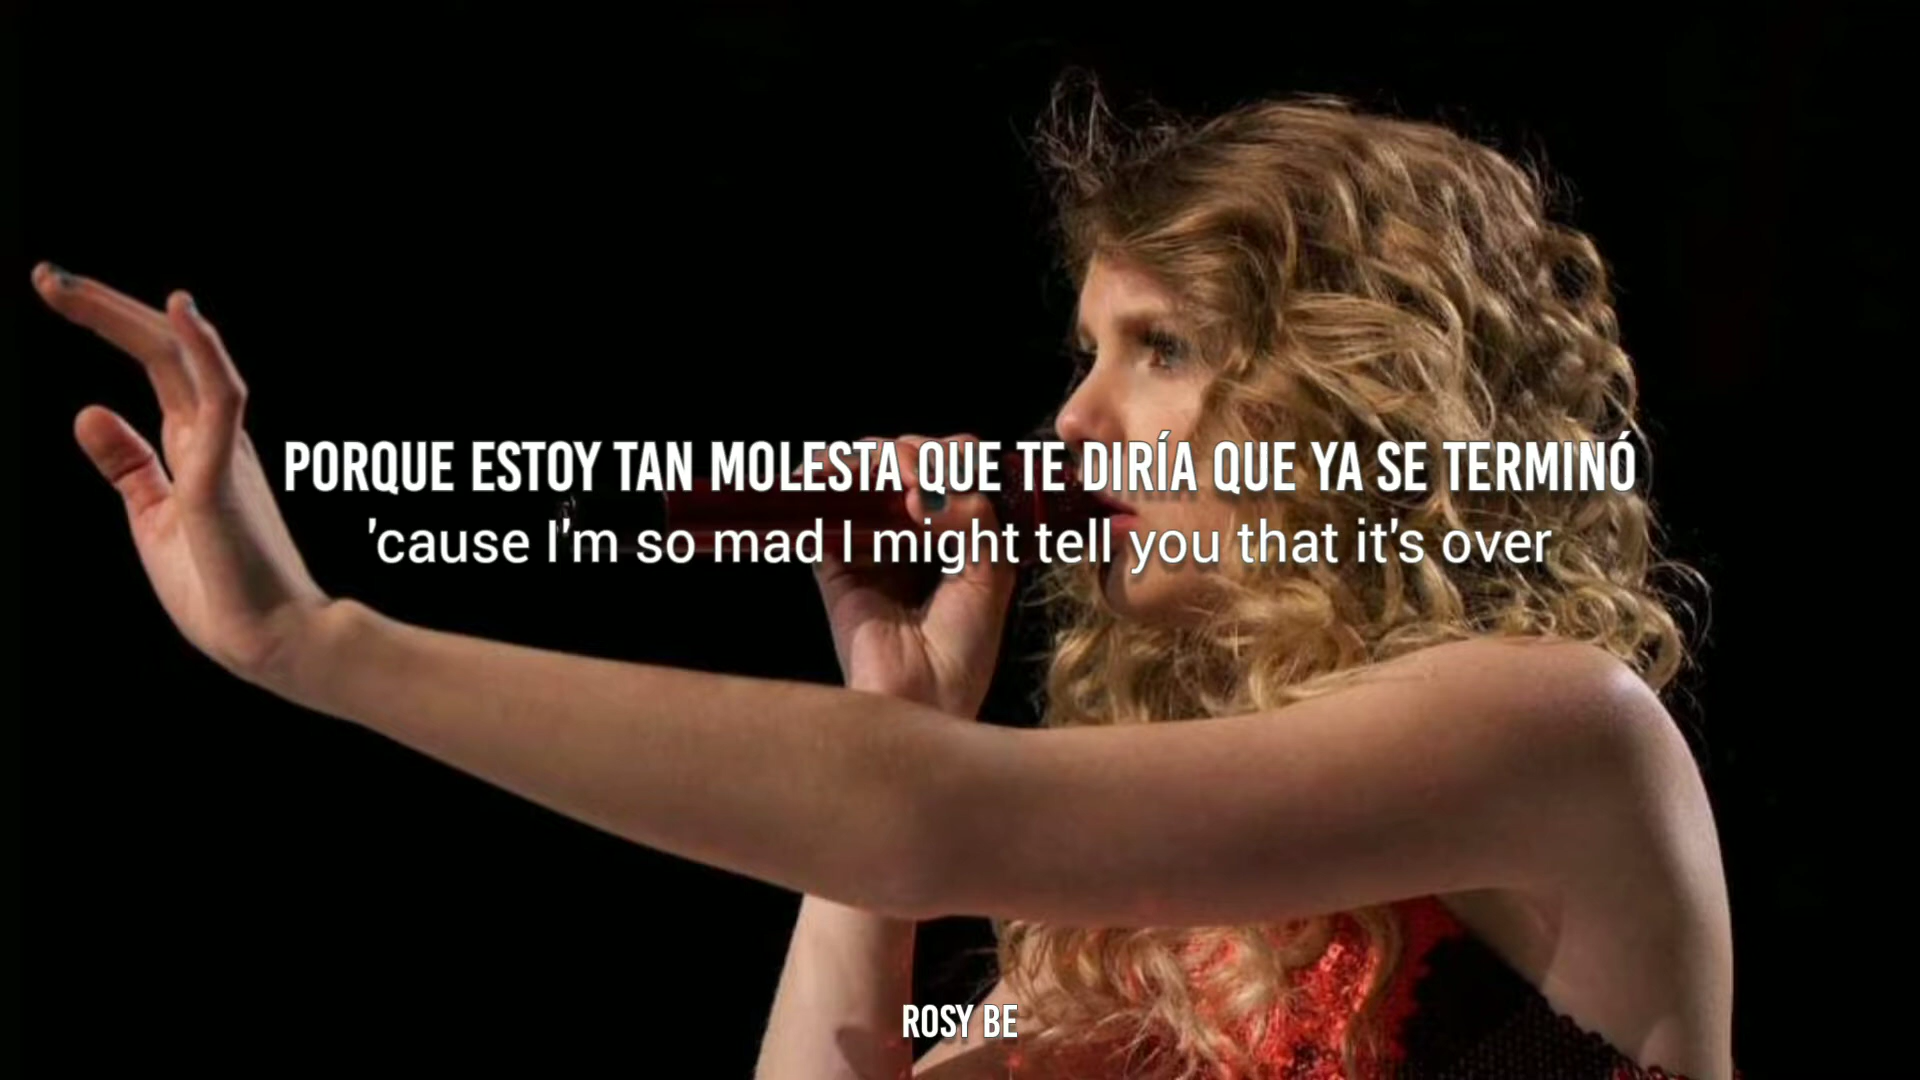 PORQUE ESTOY TAN MOLESTA QUE TE DIRÍA QUE YA SE TERMINÓ
'cause I'm so mad I might tell you that it's over
ROSY BE